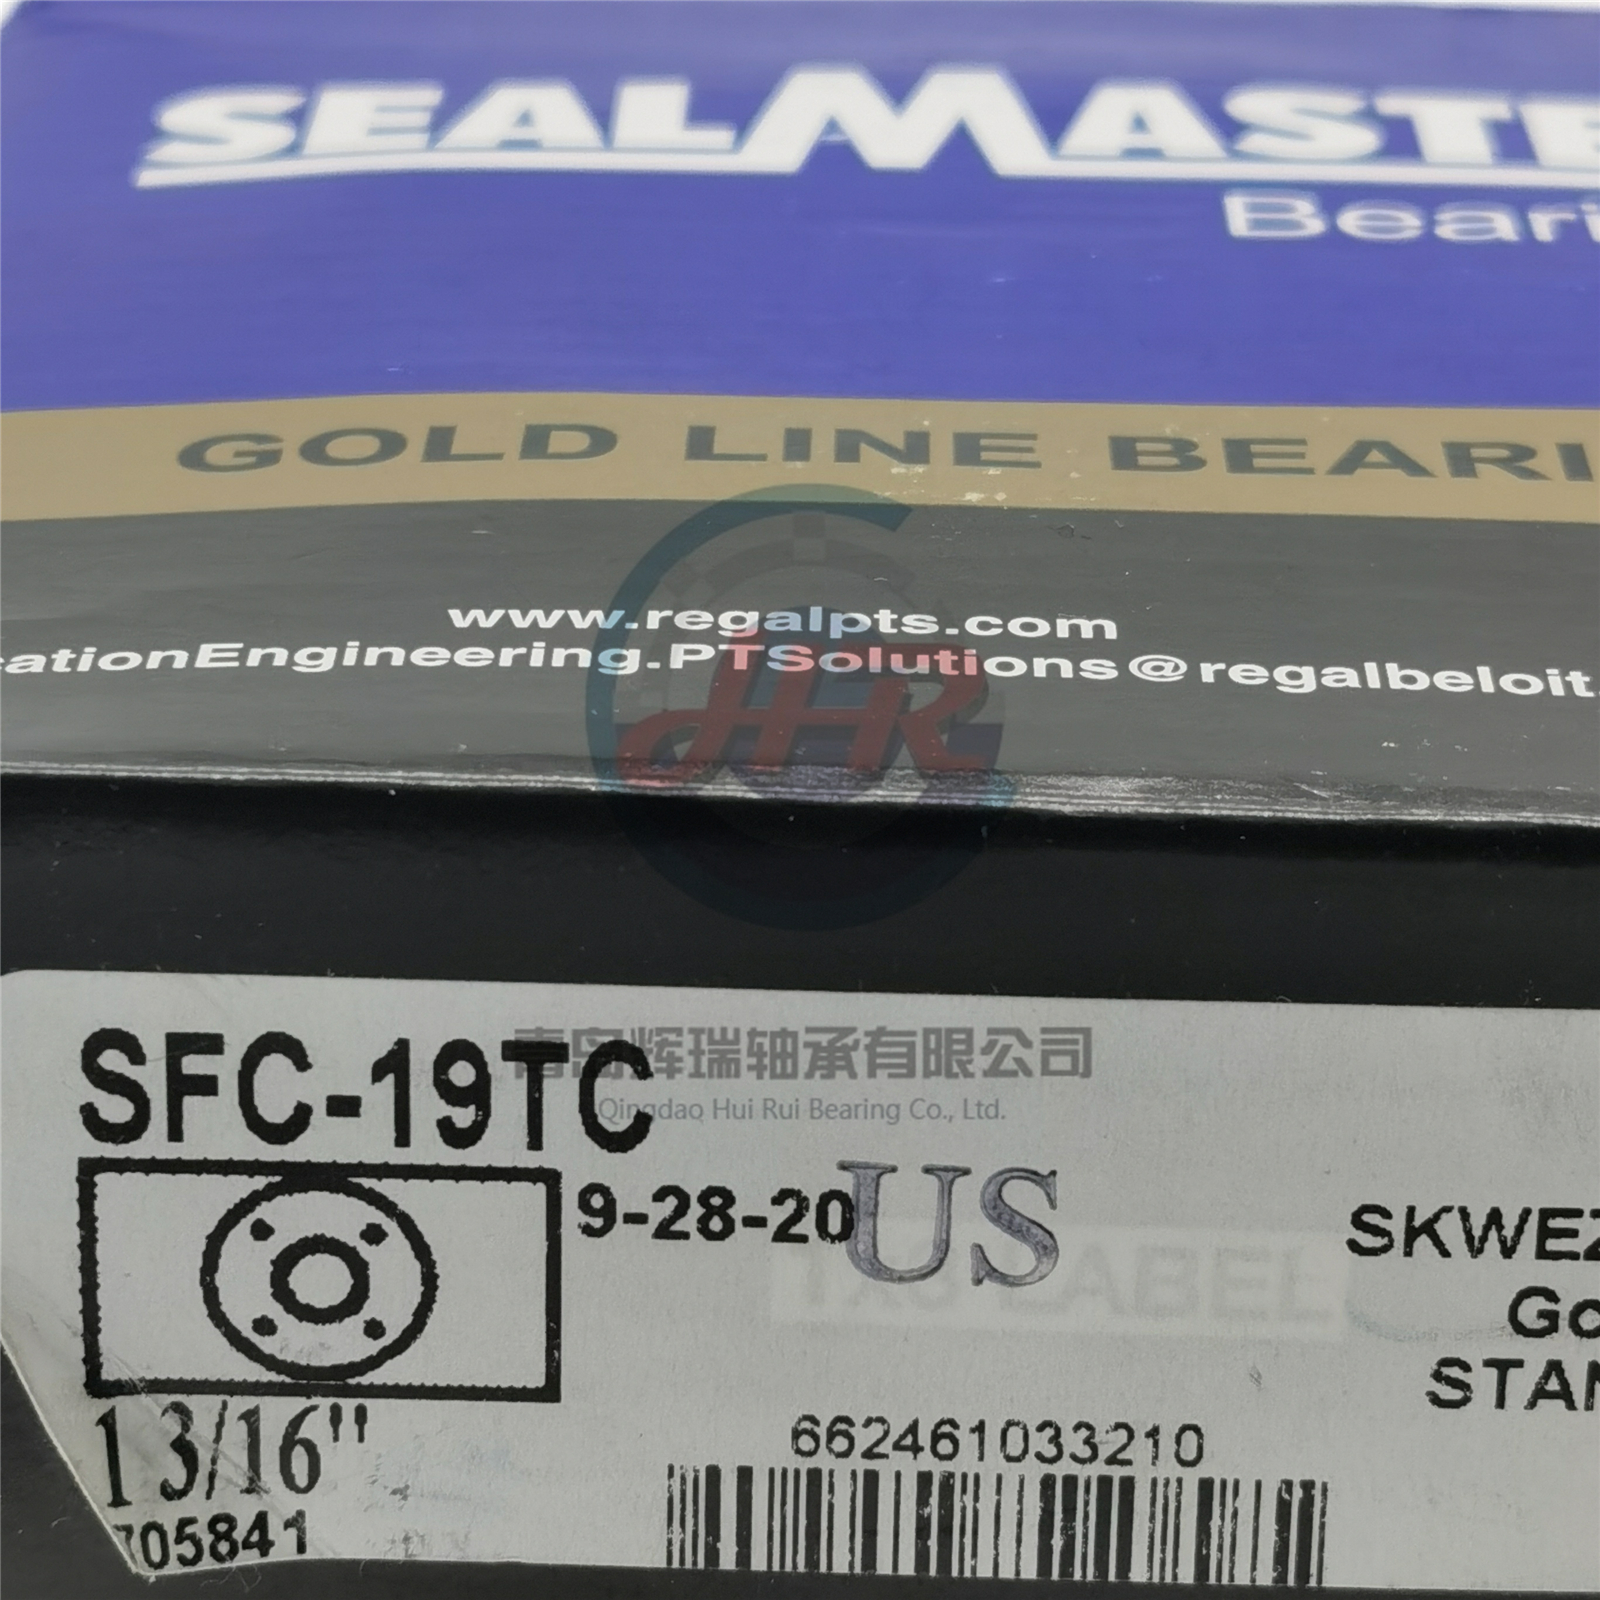 SEALMASTE
Beari
GOLD LINE BEARI
www.regalpts.com
cationEngineering.PTSolutions@regalbeloit.
HR
SFC-19TC
青岛辉瑞轴承有限公司
Qingdao Hui Rui Bearing Co., Ltd.
9-28-20
US
SKWEZ
Go
STAN
1 3/16"
705841
662461033210